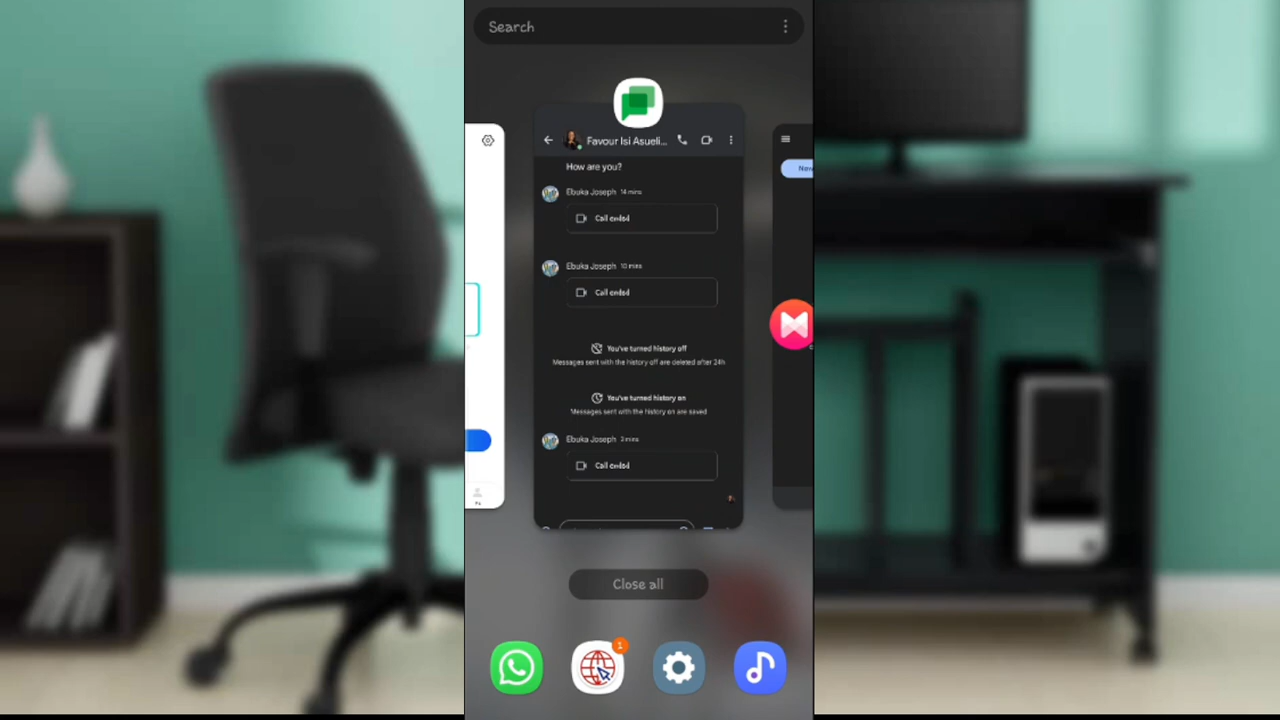 Search
Favour Isi Asueli...
How are you?
Ebuka Joseph 14 mins
Call ended
Ebuka Joseph 10 mins
Call ended
You've turned history off
Messages sent with the history off are deleted after 24h
You've turned history on
Messages sent with the history on are saved
Ebuka Joseph 3 mins
Call ended
New
Close all
1